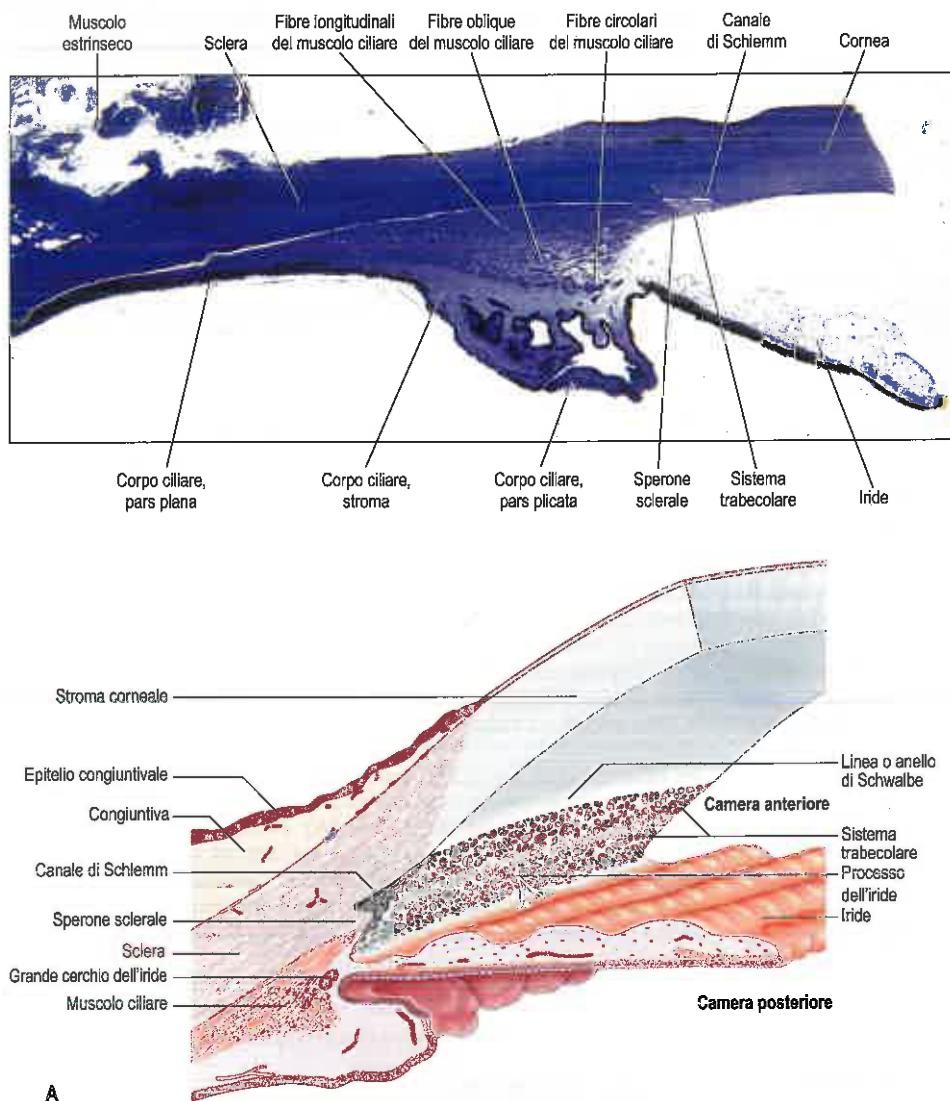 Muscolo
estrinseco
Sclera
Fibre longitudinali
del muscolo ciliare
Fibre oblique
del muscolo ciliare
Fibre circolari
del muscolo ciliare
Canale
di Schlemm
Cornea
Corpo ciliare,
pars plana
Corpo ciliare,
stroma
Corpo ciliare,
pars plicata
Sperone
sclerale
Sistema
trabecolare
Iride
Stroma corneale
Epitelio congiuntivale
Congiuntiva
Canale di Schlemm
Sperone sclerale
Sclera
Grande cerchio dell'iride
Muscolo ciliare
Linea o anello
di Schwalbe
Camera anteriore
Sistema
trabecolare
Processo
dell'iride
Iride
Camera posteriore
A